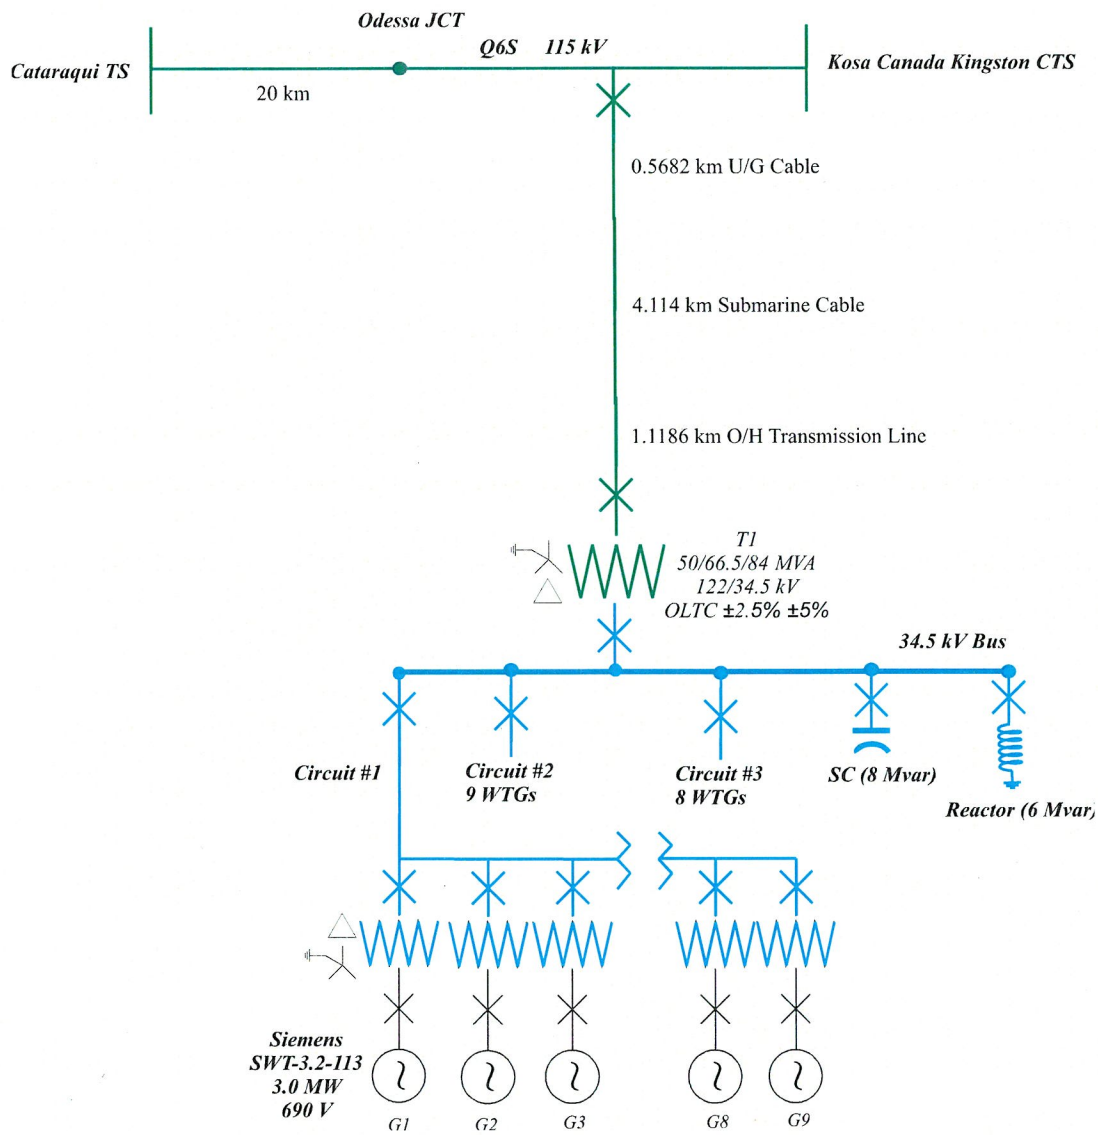 Odessa JCT
Q6S 115 kV
Cataraqui TS
Kosa Canada Kingston CTS
20 km
0.5682 km U/G Cable
4.114 km Submarine Cable
1.1186 km O/H Transmission Line
T1
50/66.5/84 MVA
122/34.5 kV
OLTC ±2.5% ±5%
34.5 kV Bus
Circuit #1
Circuit #2
9 WTGs
Circuit #3
8 WTGs
SC (8 Mvar)
Reactor (6 Mvar)
Siemens
SWT-3.2-113
3.0 MW
690 V
G1
G2
G3
G8
G9